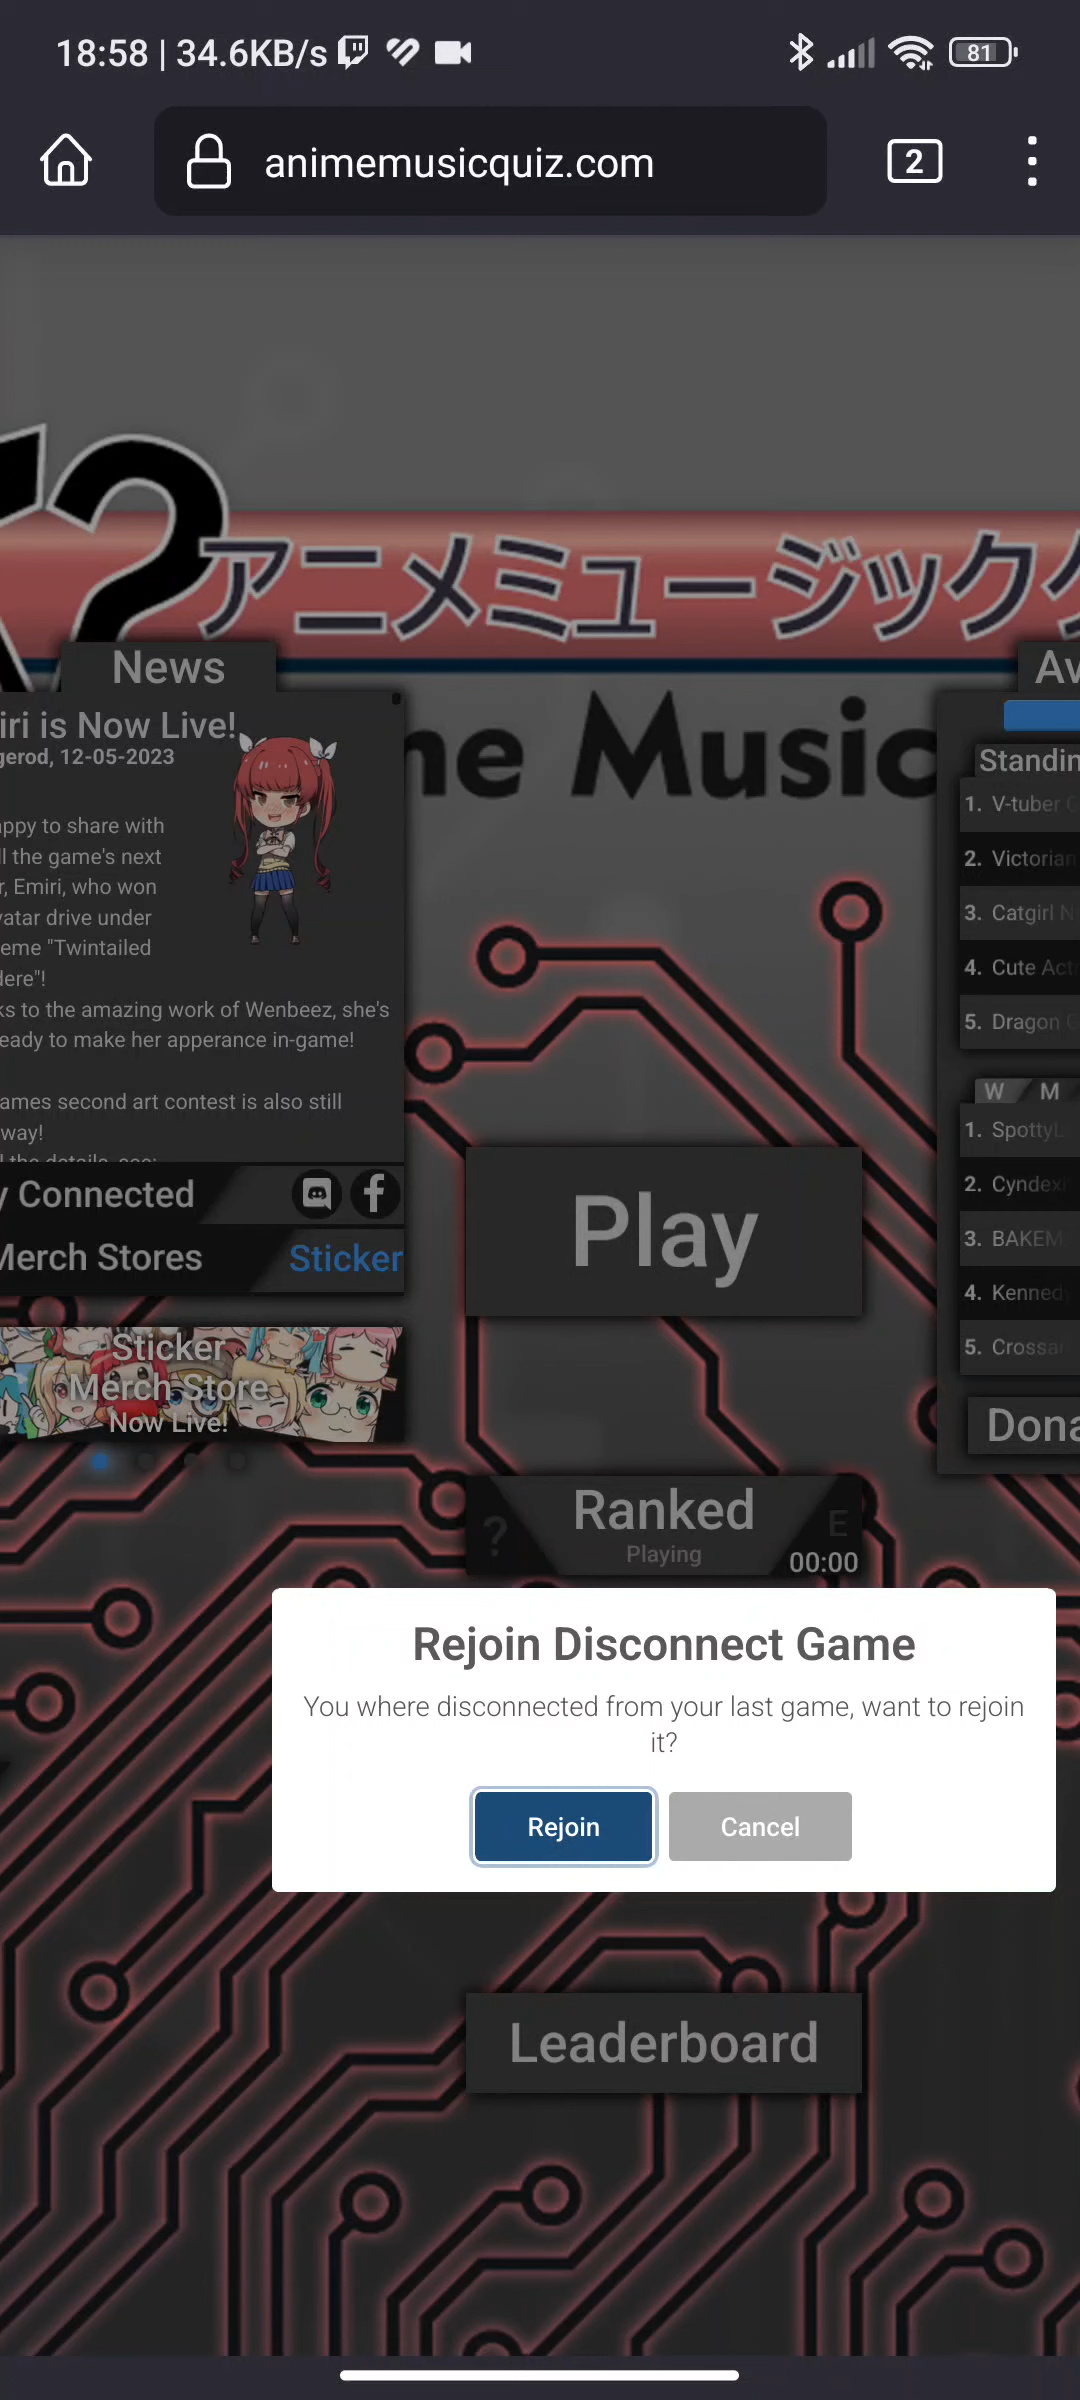 18:58 | 34.6KB/s
81
animemusicquiz.com
2
?アニメミュージック
News
Av
iri is Now Live!
gerod, 12-05-2023
ne Music
Standin
appy to share with
ll the game's next
r, Emiri, who won
vatar drive under
eme "Twintailed
dere"!
ks to the amazing work of Wenbeez, she's
eady to make her apperance in-game!
ames second art contest is also still
way!
1. V-tuber
2. Victorian
3. Catgirl N
4. Cute Act
5. Dragon
W M
1. SpottyL
2. Cyndex
3. BAKEM
4. Kenned
5. Crossa
y Connected
Merch Stores
Sticker
Play
Sticker
Merch Store
Now Live!
Dona
Ranked
Playing
?
E
00:00
Rejoin Disconnect Game
You where disconnected from your last game, want to rejoin
it?
Rejoin
Cancel
Leaderboard